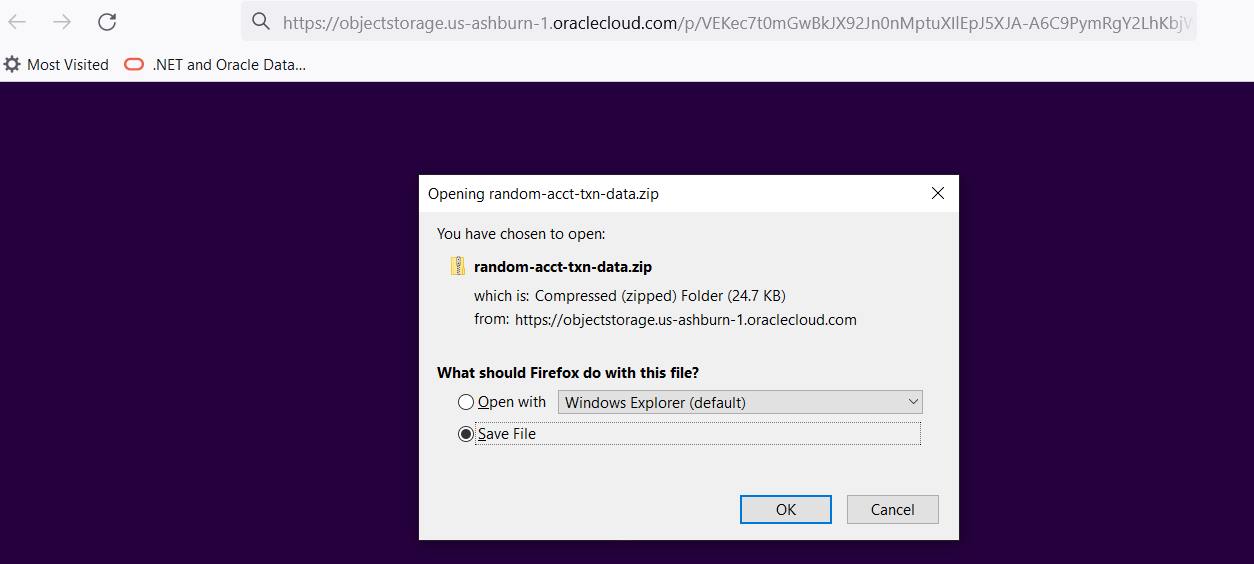 https://objectstorage.us-ashburn-1.oraclecloud.com/p/VEKec7t0mGwBkJX92Jn0nMptuXIlEpJ5XJA-A6C9PymRgY2LhKbjV
Most Visited .NET and Oracle Data...
Opening random-acct-txn-data.zip
You have chosen to open:
random-acct-txn-data.zip
which is: Compressed (zipped) Folder (24.7 KB)
from: https://objectstorage.us-ashburn-1.oraclecloud.com
What should Firefox do with this file?
Open with Windows Explorer (default)
Save File
OK Cancel